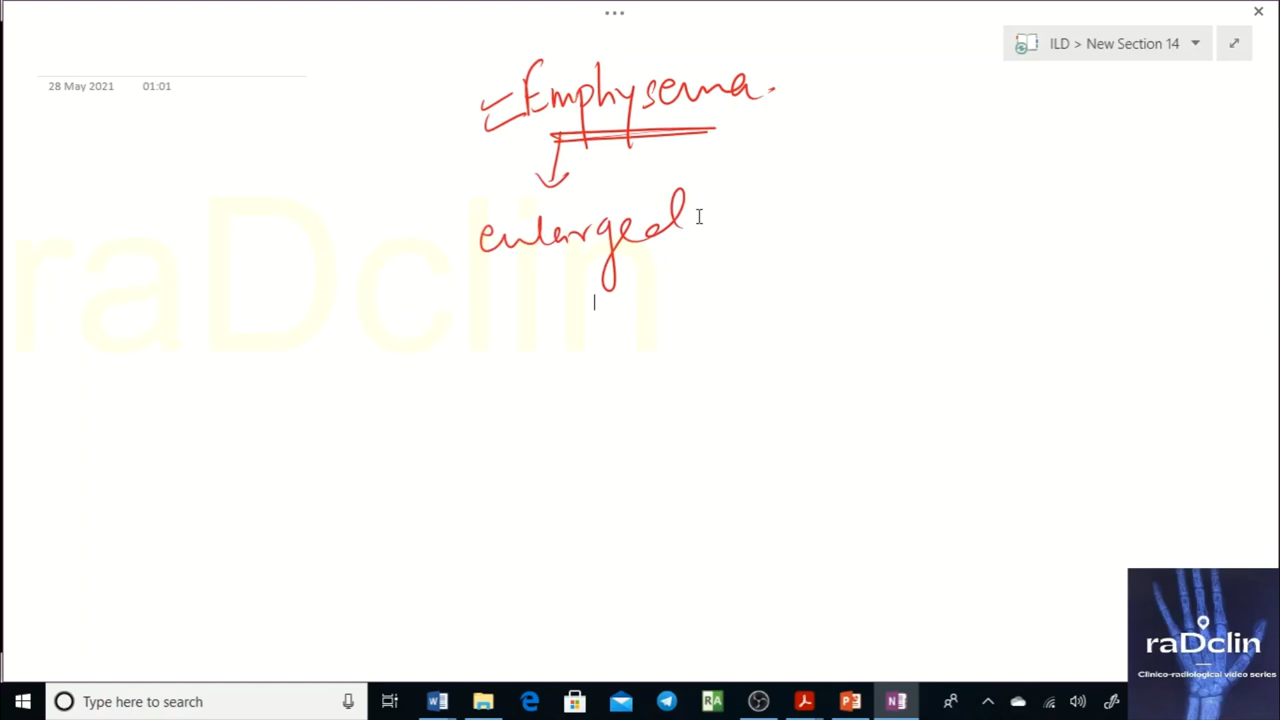 ILD > New Section 14
28 May 2021 01:01
Emphysema.
enlarged
raDclin
raDclin
Clinico-radiological video series
Type here to search